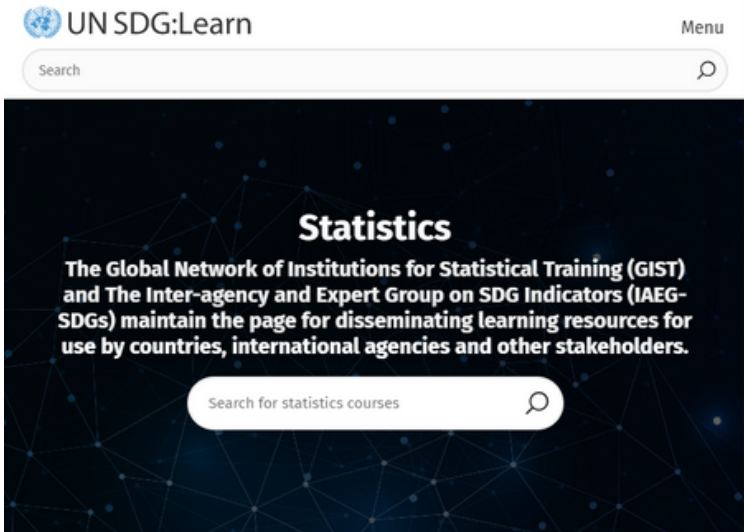 UN SDG:Learn
Menu
Search
Statistics
The Global Network of Institutions for Statistical Training (GIST)
and The Inter-agency and Expert Group on SDG Indicators (IAEG-
SDGs) maintain the page for disseminating learning resources for
use by countries, international agencies and other stakeholders.
Search for statistics courses